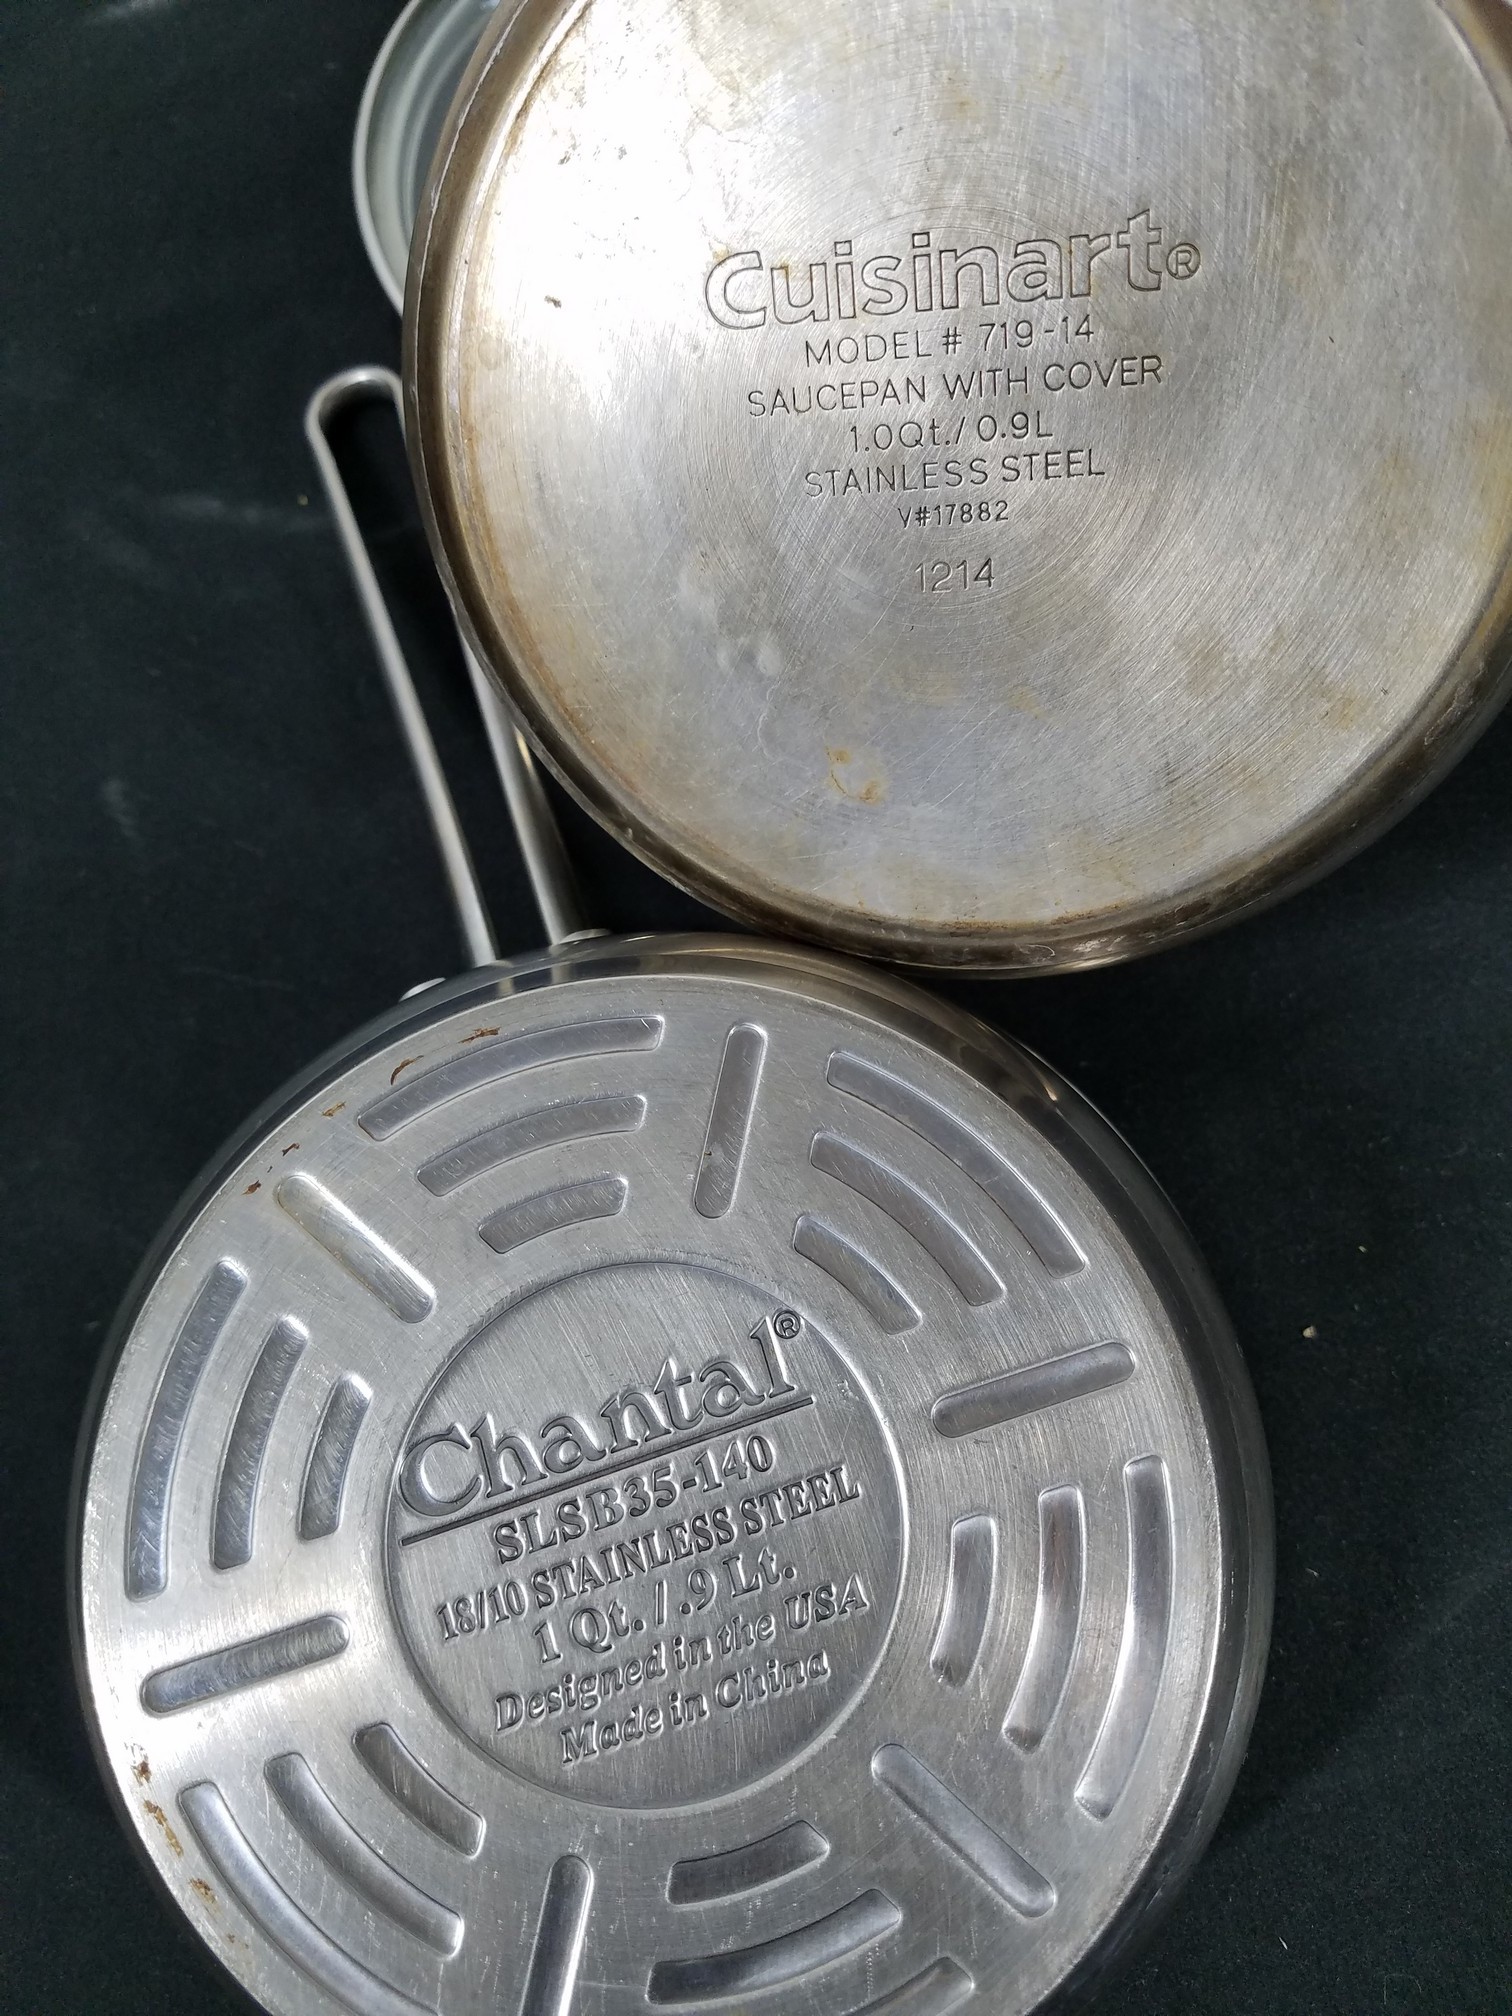 Cuisinart®
MODEL # 719-14
SAUCEPAN WITH COVER
1.0Qt./ 0.9L
STAINLESS STEEL
V#17882
1214
Chantal®
SLSB35-140
18/10 STAINLESS STEEL
1 Qt. / .9 Lt.
Designed in the USA
Made in China